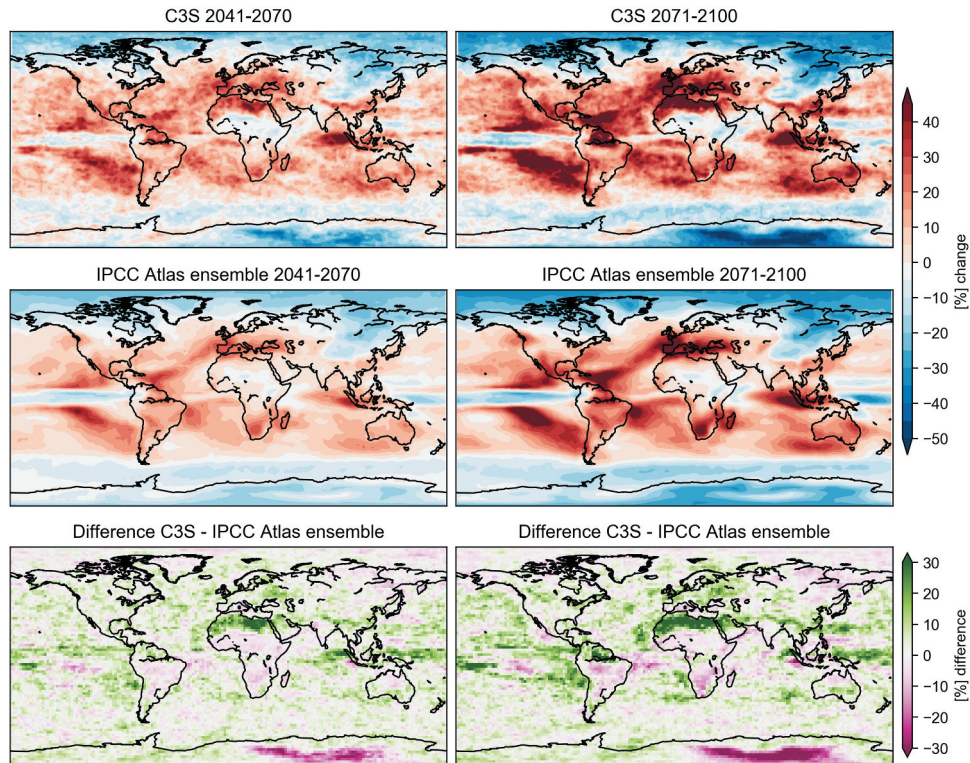 C3S 2041-2070
C3S 2071-2100
IPCC Atlas ensemble 2041-2070
IPCC Atlas ensemble 2071-2100
40
30
20
10
0
−10
−20
−30
−40
−50
[%] change
Difference C3S - IPCC Atlas ensemble
Difference C3S - IPCC Atlas ensemble
30
20
10
0
−10
−20
−30
[%] difference